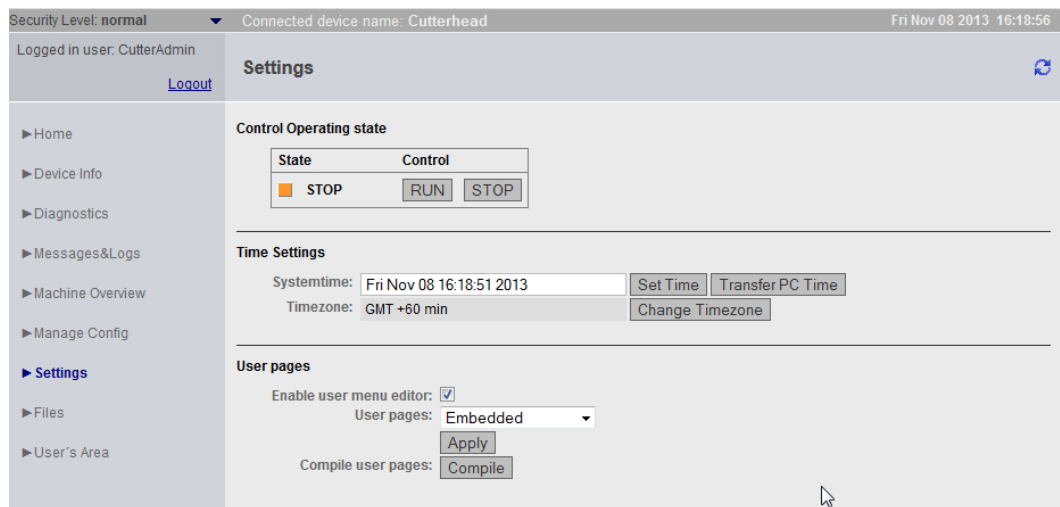 Security Level: normal Connected device name: Cutterhead Fri Nov 08 2013 16:18:56
Logged in user: CutterAdmin
Logout
Settings
Home
Device Info
Diagnostics
Messages&Logs
Machine Overview
Manage Config
Settings
Files
User´s Area
Control Operating state
State Control
STOP RUN STOP
Time Settings
Systemtime: Fri Nov 08 16:18:51 2013 Set Time Transfer PC Time
Timezone: GMT +60 min Change Timezone
User pages
Enable user menu editor:
User pages: Embedded
Apply
Compile user pages: Compile